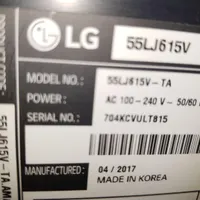 LG 55LJ615V
MODEL NO.: 55LJ615V-TA
POWER: AC 100-240 V~50/60
SERIAL NO.: 704KCVULT815
MANUFACTURED: 04 / 2017
MADE IN KOREA
55LJ615V-TA.AM